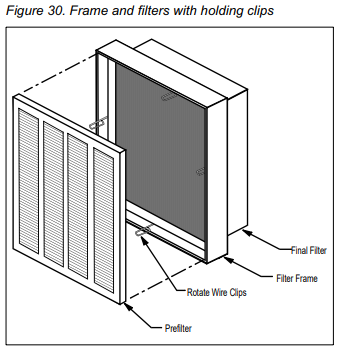 Figure 30. Frame and filters with holding clips
Final Filter
Filter Frame
Rotate Wire Clips
Prefilter